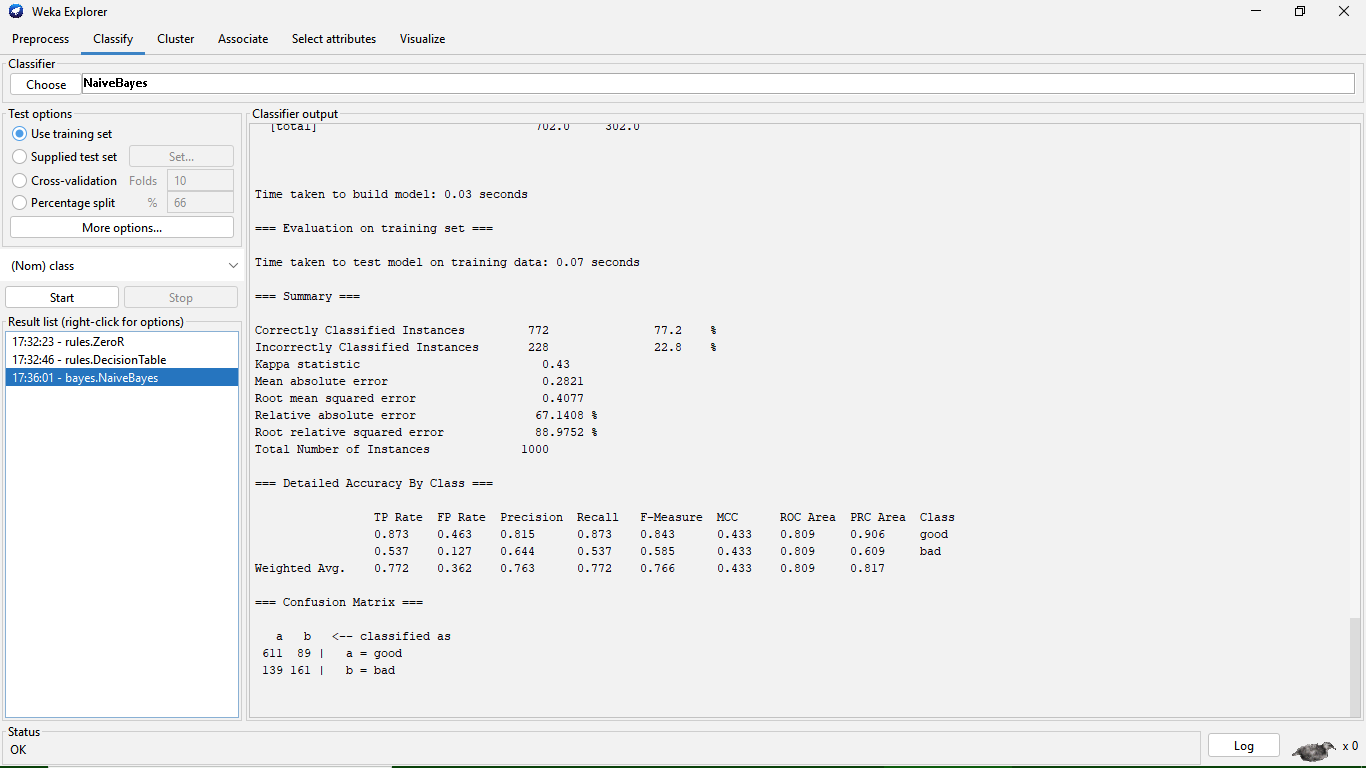 Weka Explorer
Preprocess Classify Cluster Associate Select attributes Visualize
Classifier
Choose NaiveBayes
Test options
Use training set
Supplied test set Set...
Cross-validation Folds 10
Percentage split % 66
More options...
(Nom) class
Start Stop
Result list (right-click for options)
17:32:23 - rules.ZeroR
17:32:46 - rules.DecisionTable
17:36:01 - bayes.NaiveBayes
Classifier output
[total] 702.0 302.0
Time taken to build model: 0.03 seconds
=== Evaluation on training set ===
Time taken to test model on training data: 0.07 seconds
=== Summary ===
Correctly Classified Instances 772 77.2 %
Incorrectly Classified Instances 228 22.8 %
Kappa statistic 0.43
Mean absolute error 0.2821
Root mean squared error 0.4077
Relative absolute error 67.1408 %
Root relative squared error 88.9752 %
Total Number of Instances 1000
=== Detailed Accuracy By Class ===
TP Rate FP Rate Precision Recall F-Measure MCC ROC Area PRC Area Class
0.873 0.463 0.815 0.873 0.843 0.433 0.809 0.906 good
0.537 0.127 0.644 0.537 0.585 0.433 0.809 0.609 bad
Weighted Avg. 0.772 0.362 0.763 0.772 0.766 0.433 0.809 0.817
=== Confusion Matrix ===
a b <-- classified as
611 89 | a = good
139 161 | b = bad
Status
OK
Log x 0